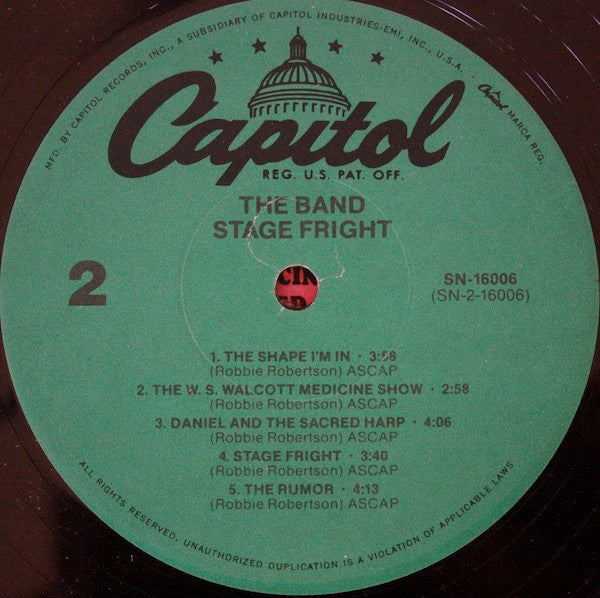 MFD. BY CAPITOL RECORDS, INC., A SUBSIDIARY OF CAPITOL INDUSTRIES-EMI, INC., U.S.A.
Capitol MARCA REG.
Capitol
REG. U.S. PAT. OFF.
THE BAND
STAGE FRIGHT
2
SN-16006
(SN-2-16006)
1. THE SHAPE I'M IN · 3:58
(Robbie Robertson) ASCAP
2. THE W. S. WALCOTT MEDICINE SHOW · 2:58
(Robbie Robertson) ASCAP
3. DANIEL AND THE SACRED HARP · 4:06
(Robbie Robertson) ASCAP
4. STAGE FRIGHT · 3:40
(Robbie Robertson) ASCAP
5. THE RUMOR · 4:13
(Robbie Robertson) ASCAP
ALL RIGHTS RESERVED. UNAUTHORIZED DUPLICATION IS A VIOLATION OF APPLICABLE LAWS